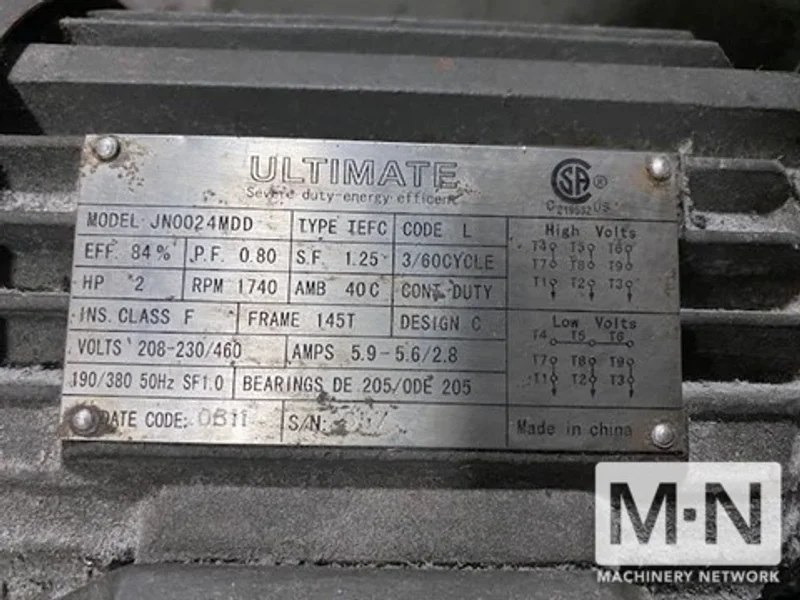 ULTIMATE
Severe duty-energy efficent
CSA ®
C 219532 US
MODEL JN0024MDD TYPE TEFC CODE L
EFF. 84% P.F. 0.80 S.F. 1.25 3/60CYCLE
HP 2 RPM 1740 AMB 40C CONT DUTY
INS. CLASS F FRAME 145T DESIGN C
VOLTS 208-230/460 AMPS 5.9-5.6/2.8
190/380 50Hz SF1.0 BEARINGS DE 205/ODE 205
DATE CODE: 0811 S/N:
High Volts
T4 T5 T6
T7 T8 T9
T1 T2 T3
Low Volts
T4 T5 T6
T7 T8 T9
T1 T2 T3
Made in china
M·N
MACHINERY NETWORK